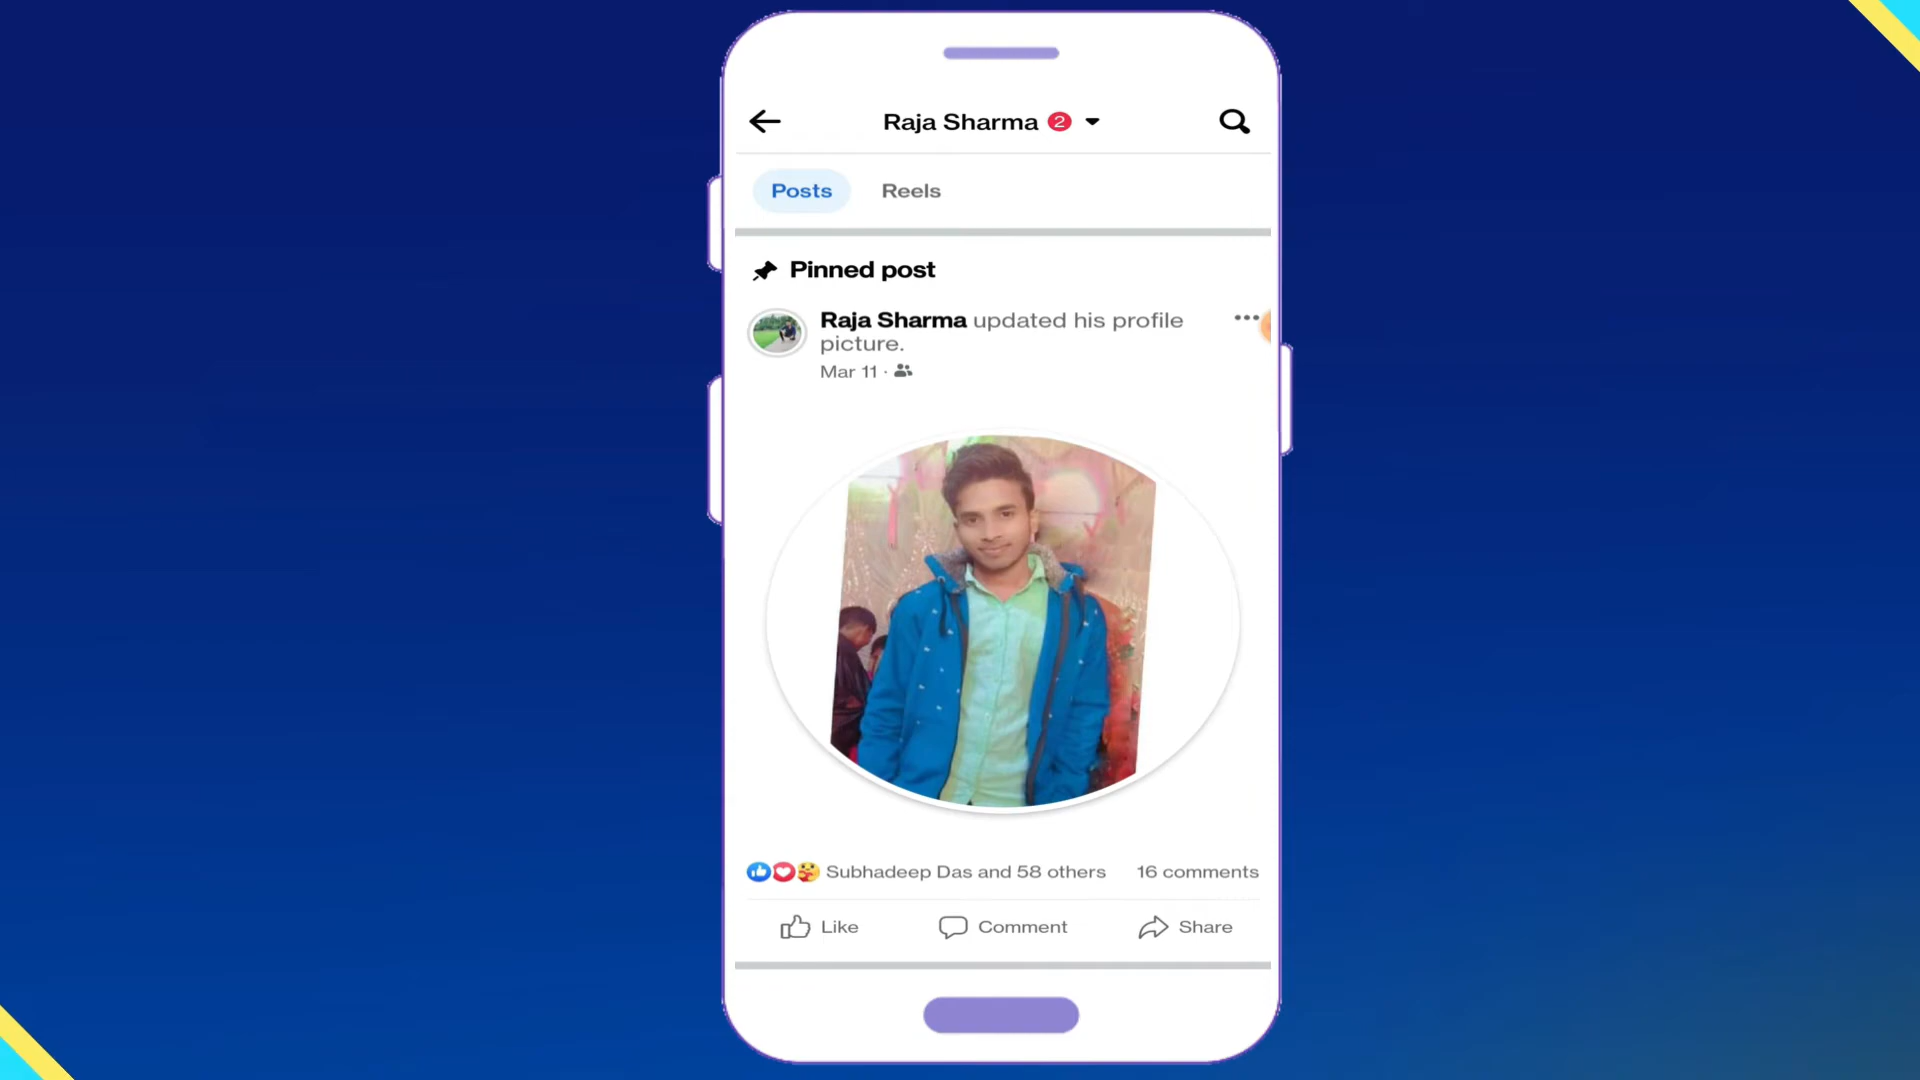 Raja Sharma 2
Posts Reels
Pinned post
Raja Sharma updated his profile
picture.
Mar 11 ·
Subhadeep Das and 58 others 16 comments
Like Comment Share